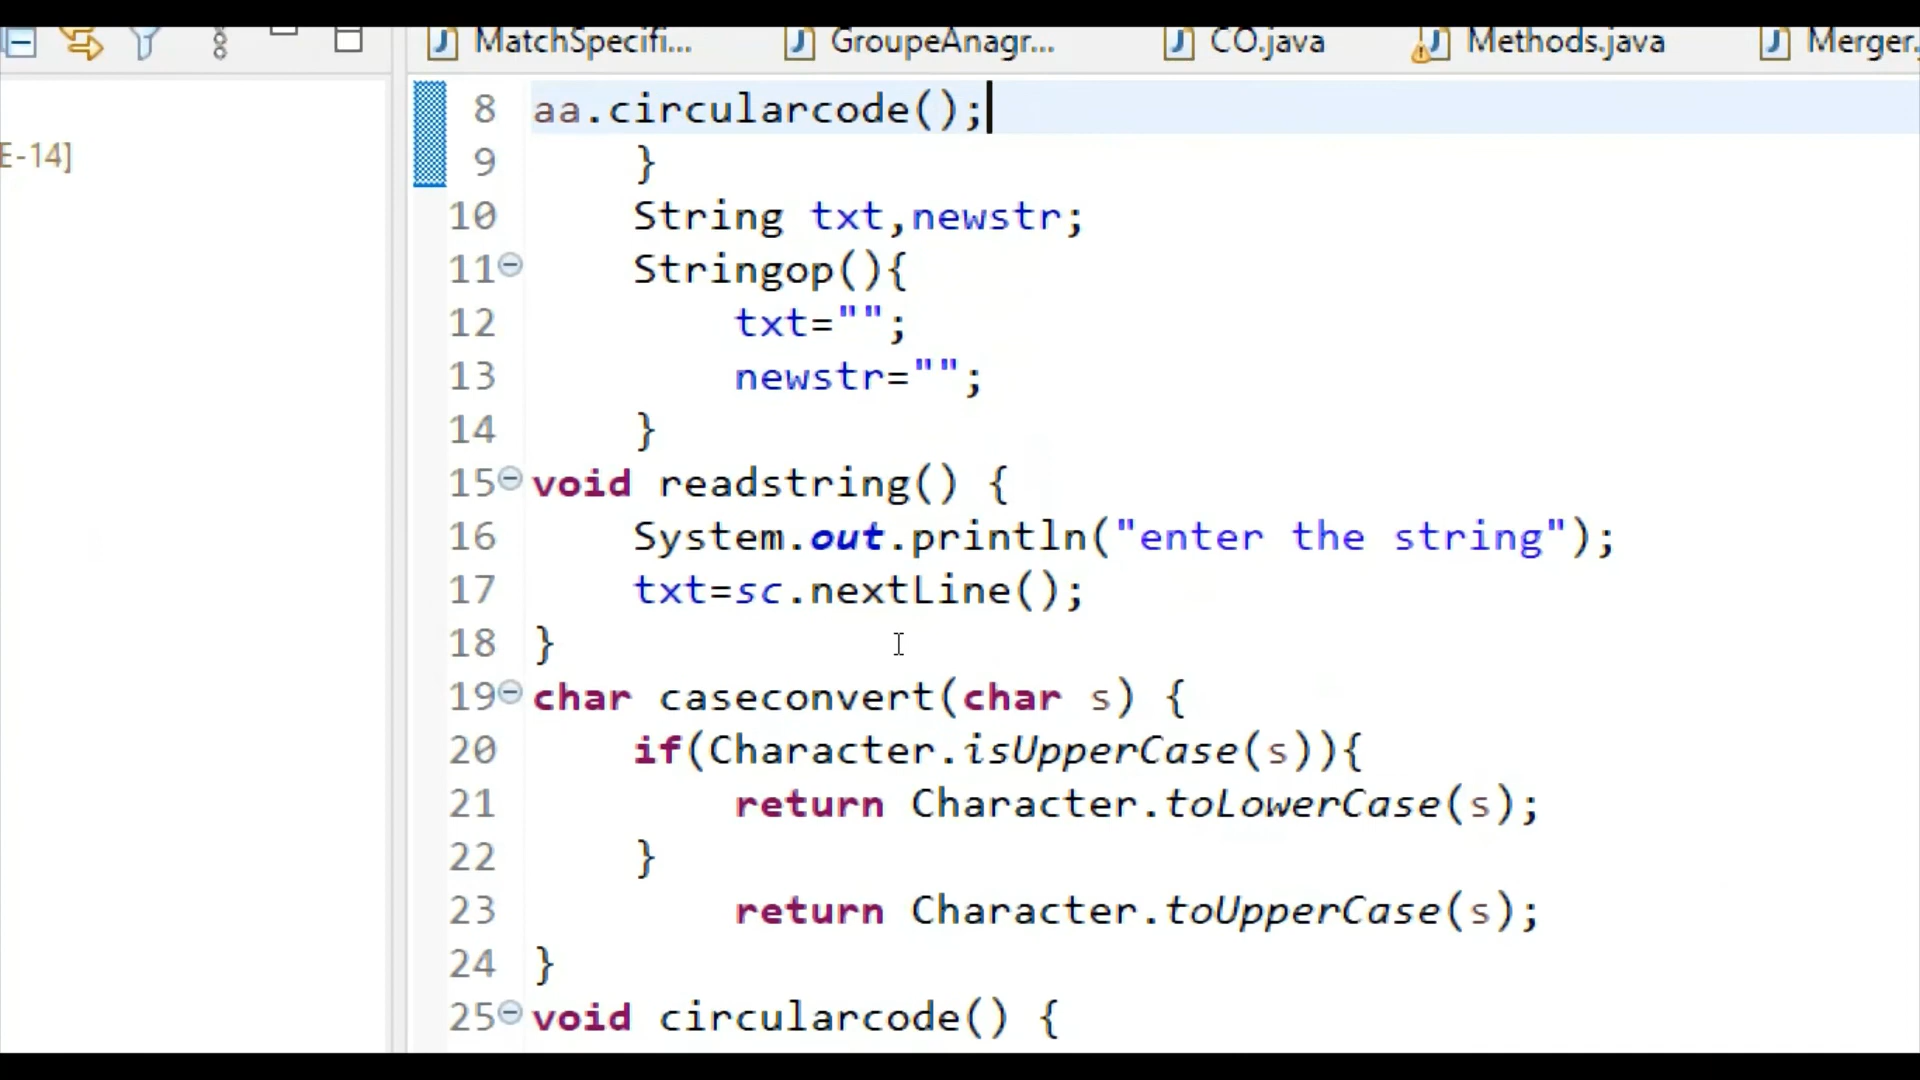 MatchSpecifi... GroupeAnagr... CO.java Methods.java Merger.
E-14]
8 aa.circularcode();
9 }
10 String txt,newstr;
11 Stringop(){
12 txt="";
13 newstr="";
14 }
15 void readstring() {
16 System.out.println("enter the string");
17 txt=sc.nextLine();
18 }
19 char caseconvert(char s) {
20 if(Character.isUpperCase(s)){
21 return Character.toLowerCase(s);
22 }
23 return Character.toUpperCase(s);
24 }
25 void circularcode() {